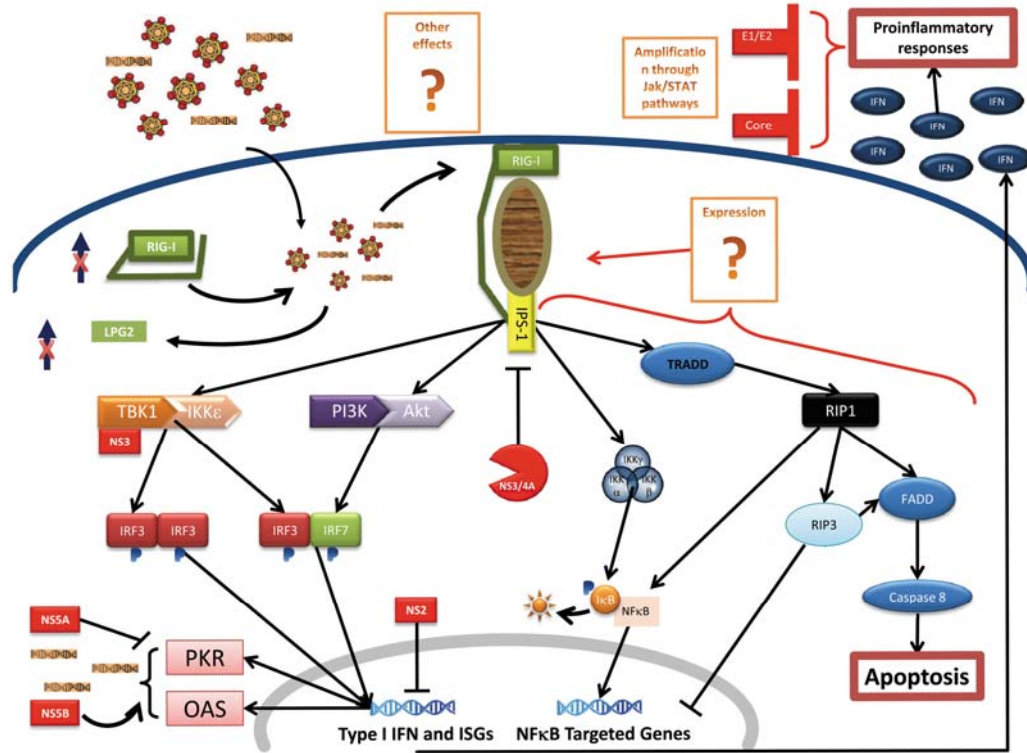 Other
effects
?
Amplificatio
n through
Jak/STAT
pathways
E1/E2
Core
Proinflammatory
responses
IFN
IFN
IFN
IFN
IFN
IFN
IFN
RIG-I
RIG-I
Expression
?
LPG2
IPS-1
TRADD
TBK1
IKKε
NS3
PI3K
Akt
RIP1
NS3/4A
IKKγ
IKK
α
IKK
β
FADD
RIP3
IRF3
IRF3
IRF3
IRF7
P
P
P
P
P
IκB
NFκB
Caspase 8
NS5A
NS2
PKR
Apoptosis
OAS
NS5B
Type I IFN and ISGs
NFκB Targeted Genes